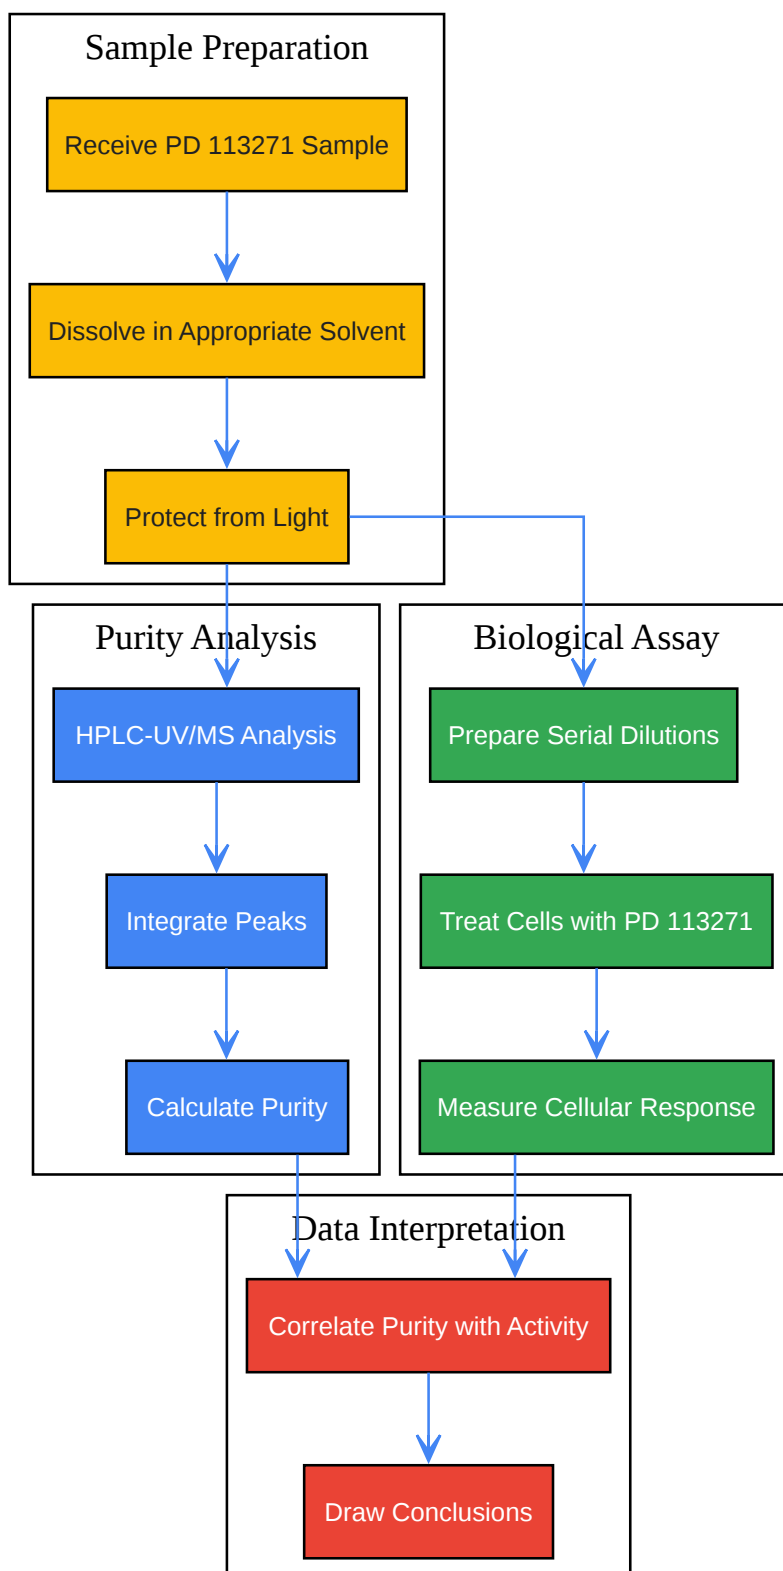 Sample Preparation
Receive PD 113271 Sample
Dissolve in Appropriate Solvent
Protect from Light
Purity Analysis
HPLC-UV/MS Analysis
Integrate Peaks
Calculate Purity
Biological Assay
Prepare Serial Dilutions
Treat Cells with PD 113271
Measure Cellular Response
Data Interpretation
Correlate Purity with Activity
Draw Conclusions